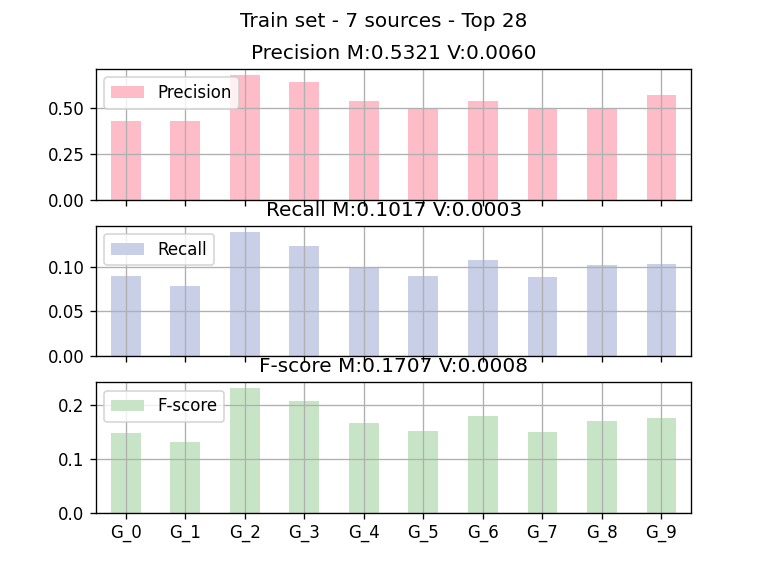 Train set - 7 sources - Top 28
Precision M:0.5321 V:0.0060
Precision
0.50
0.25
0.00
Recall M:0.1017 V:0.0003
Recall
0.10
0.05
0.00
F-score M:0.1707 V:0.0008
F-score
0.2
0.1
0.0
G_0 G_1 G_2 G_3 G_4 G_5 G_6 G_7 G_8 G_9